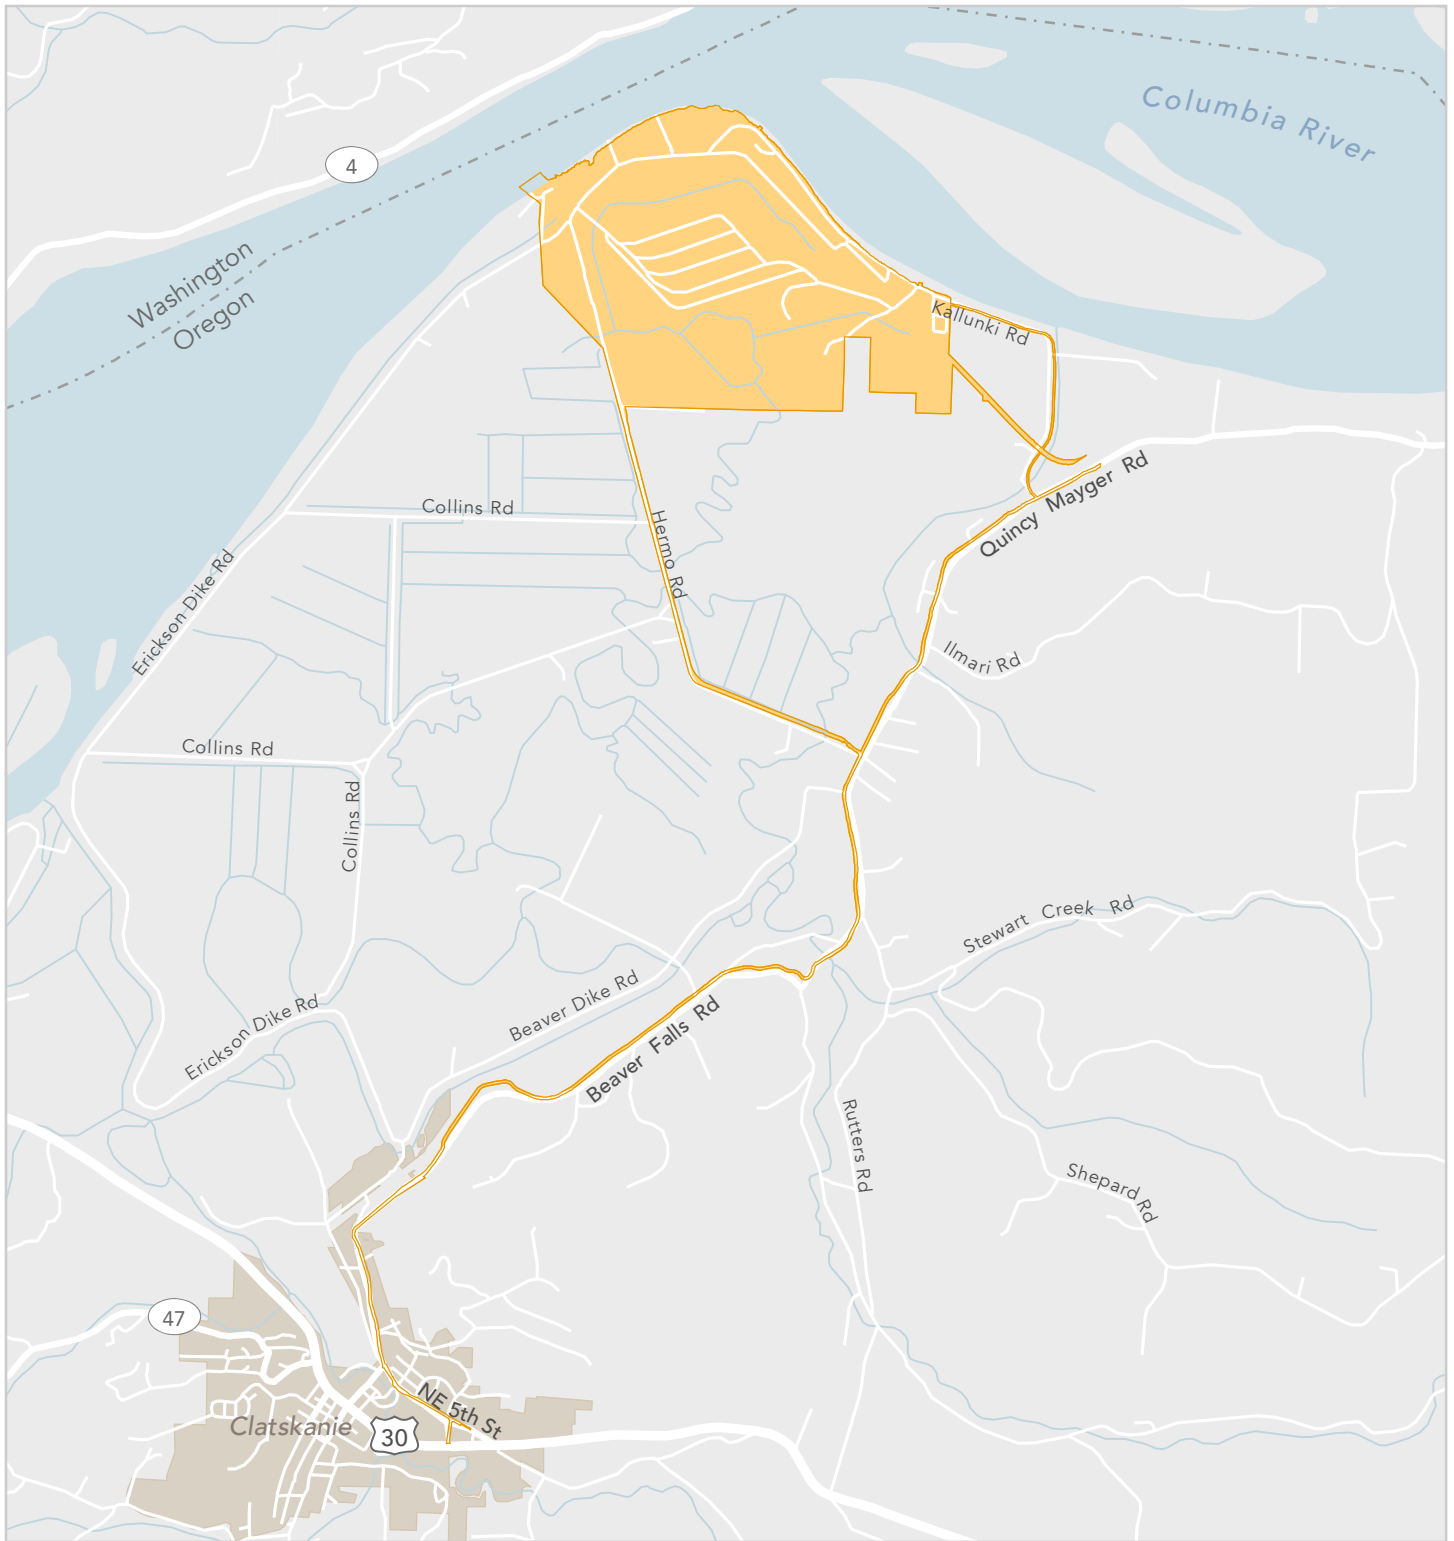 Columbia River
4
Washington
Oregon
Kallunki Rd
Quincy Mayger Rd
Collins Rd
Hermo Rd
Erickson Dike Rd
Ilmari Rd
Collins Rd
Collins Rd
Stewart Creek Rd
Beaver Dike Rd
Erickson Dike Rd
Beaver Falls Rd
Rutters Rd
Shepard Rd
47
NE 5th St
Clatskanie
30